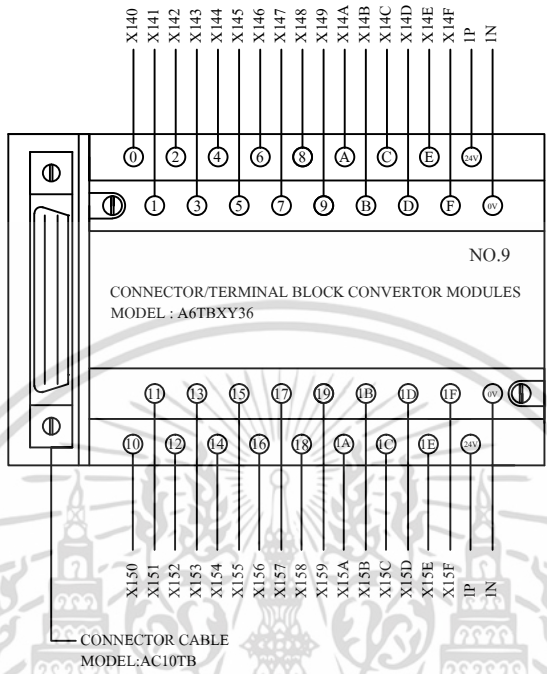 X140 X141 X142 X143 X144 X145 X146 X147 X148 X149 X14A X14B X14C X14D X14E X14F 1P 1N
0 2 4 6 8 A C E 24V
1 3 5 7 9 B D F 0V
NO.9
CONNECTOR/TERMINAL BLOCK CONVERTOR MODULES
MODEL : A6TBXY36
11 13 15 17 19 1B 1D 1F 0V
10 12 14 16 18 1A 1C 1E 24V
X150 X151 X152 X153 X154 X155 X156 X157 X158 X159 X15A X15B X15C X15D X15E X15F 1P 1N
CONNECTOR CABLE
MODEL:AC10TB